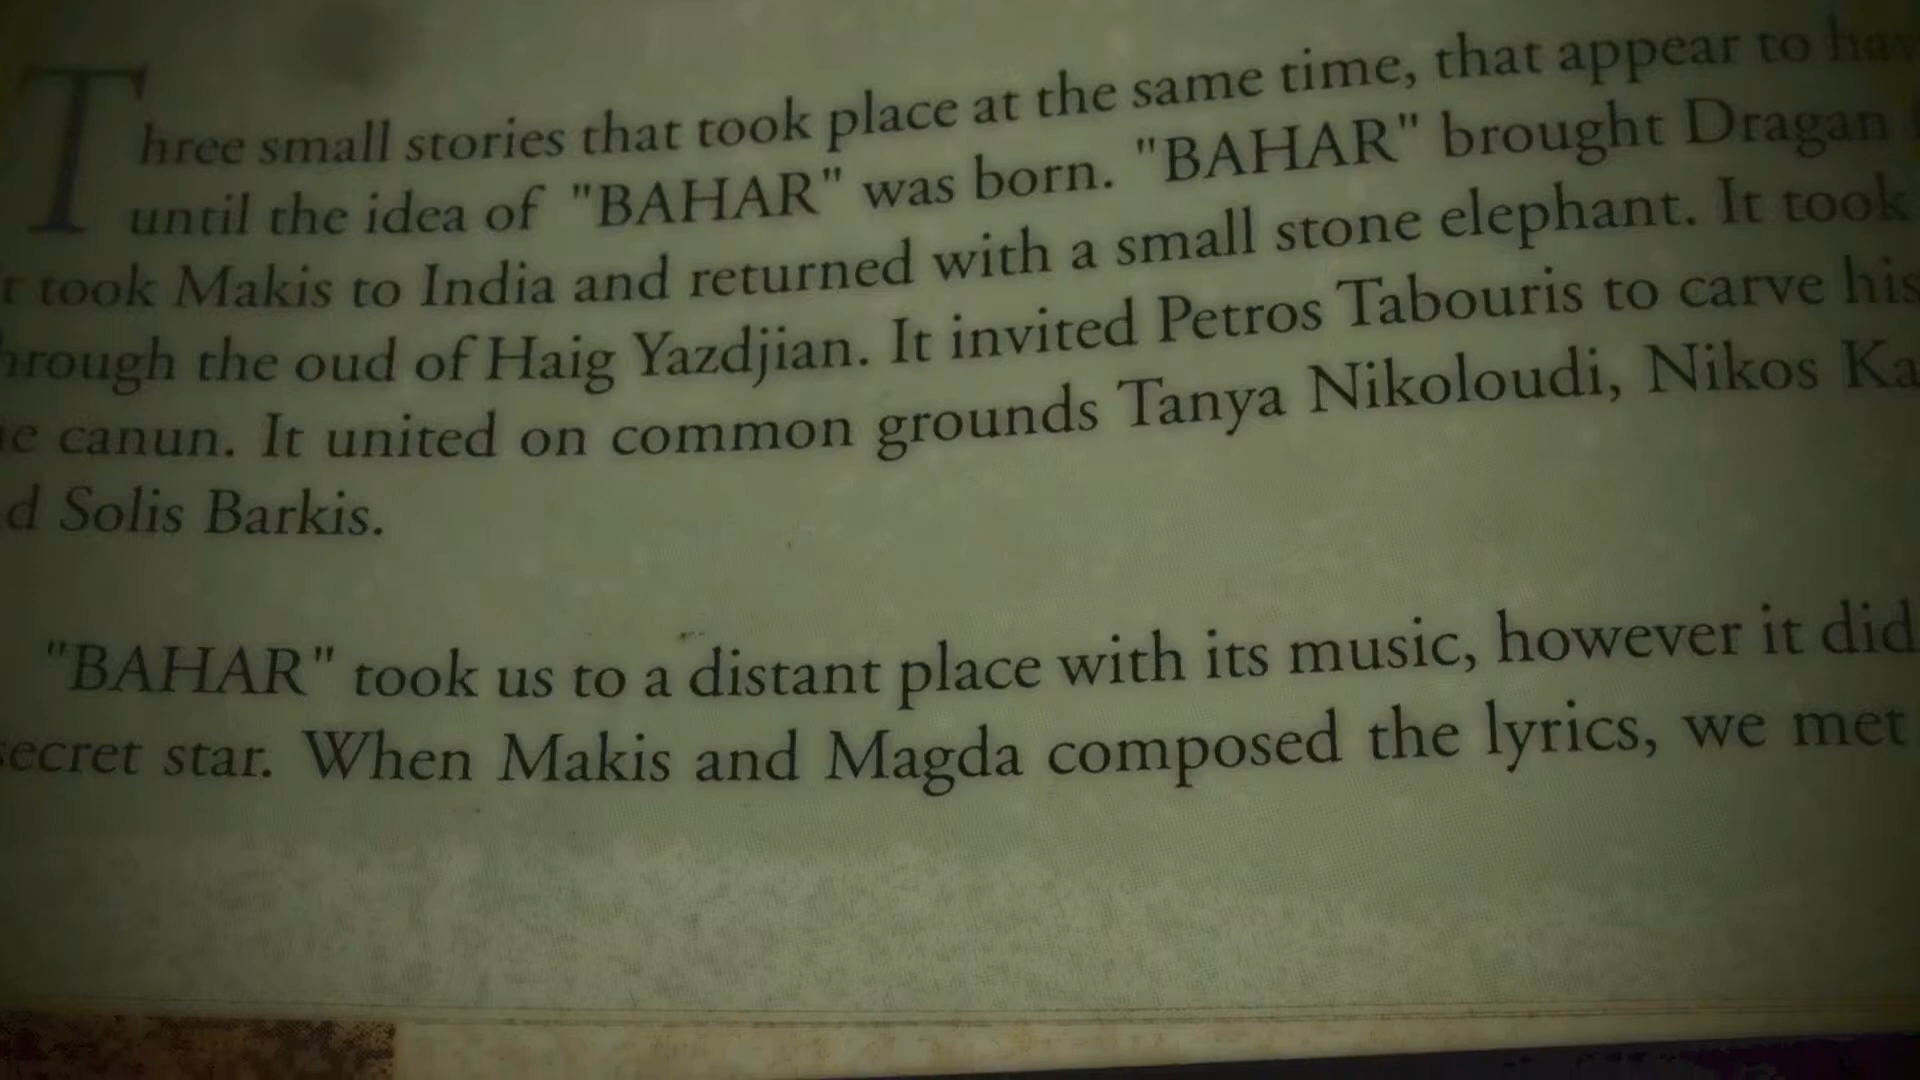 Three small stories that took place at the same time, that appear to
until the idea of "BAHAR" was born. "BAHAR" brought Dragan
took Makis to India and returned with a small stone elephant. It took
the oud of Haig Yazdjian. It invited Petros Tabouris to carve his
canun. It united on common grounds Tanya Nikoloudi, Nikos
Solis Barkis.
"BAHAR" took us to a distant place with its music, however it did
star. When Makis and Magda composed the lyrics, we met